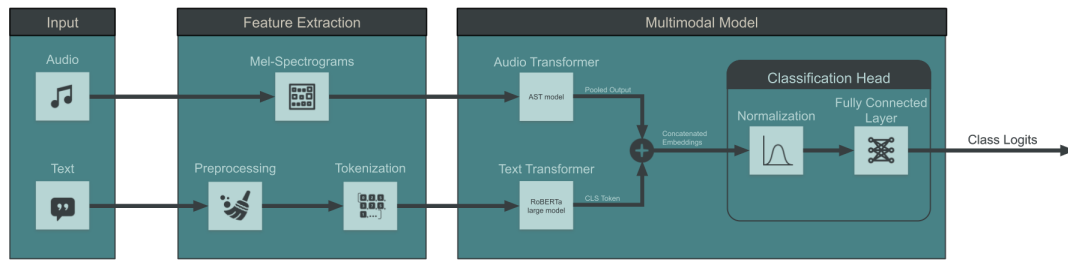 Input
Feature Extraction
Multimodal Model
Audio
Mel-Spectrograms
Audio Transformer
AST model
Pooled Output
Classification Head
Normalization
Fully Connected
Layer
Concatenated
Embeddings
Class Logits
Text
Preprocessing
Tokenization
Text Transformer
RoBERTa
large model
CLS Token